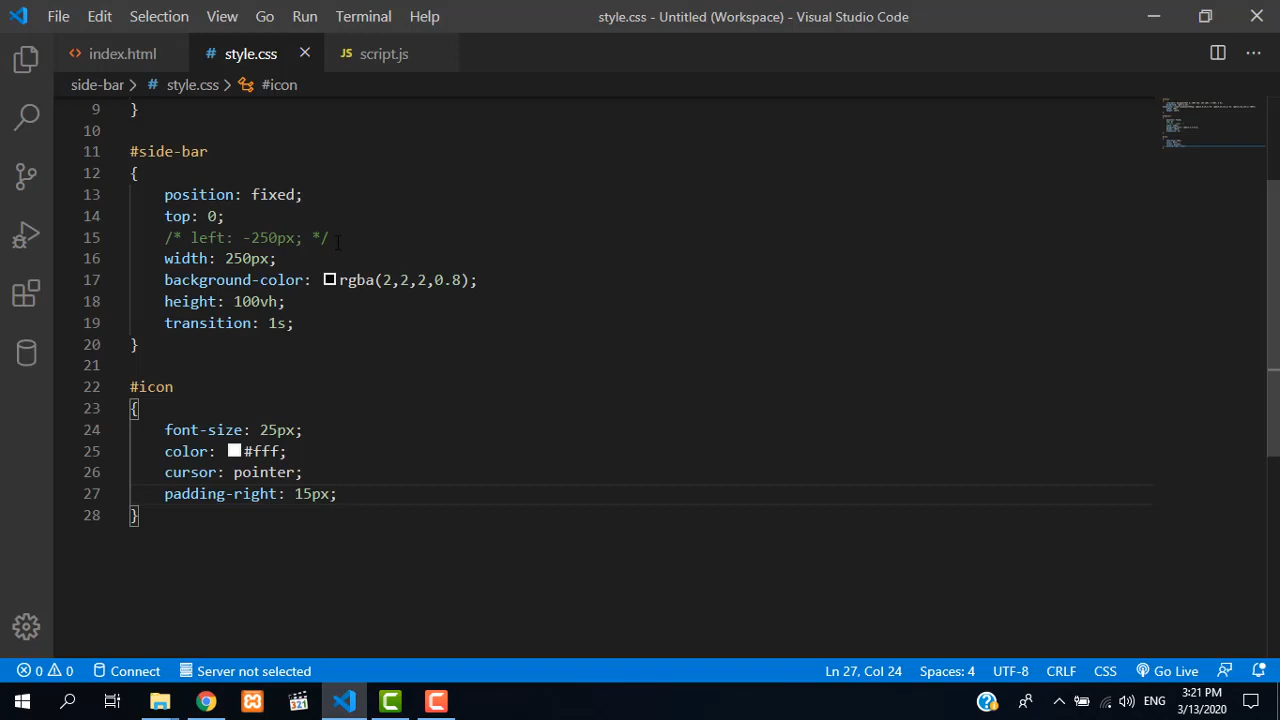 File Edit Selection View Go Run Terminal Help style.css - Untitled (Workspace) - Visual Studio Code
index.html # style.css JS script.js
side-bar # style.css #icon
9 }
10
11 #side-bar
12 {
13 position: fixed;
14 top: 0;
15 /* left: -250px; */
16 width: 250px;
17 background-color: rgba(2,2,2,0.8);
18 height: 100vh;
19 transition: 1s;
20 }
21
22 #icon
23 {
24 font-size: 25px;
25 color: #fff;
26 cursor: pointer;
27 padding-right: 15px;
28 }
0 0 Connect Server not selected Ln 27, Col 24 Spaces: 4 UTF-8 CRLF CSS Go Live
321 ENG 3:21 PM
3/13/2020